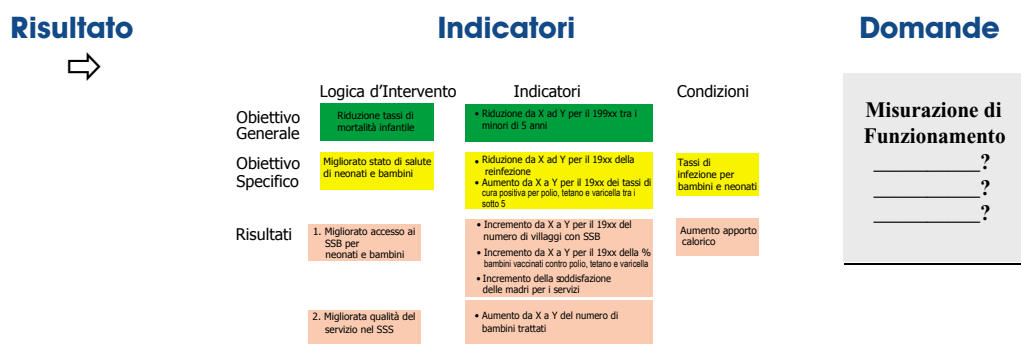 Risultato
Indicatori
Domande
Logica d'Intervento
Indicatori
Condizioni
Obiettivo
Generale
Riduzione tassi di
mortalità infantile
• Riduzione da X ad Y per il 199xx tra i
minori di 5 anni
Obiettivo
Specifico
Migliorato stato di salute
di neonati e bambini
• Riduzione da X ad Y per il 19xx della
reinfezione
• Aumento da X a Y per il 19xx dei tassi di
cura positiva per polio, tetano e varicella tra i
sotto 5
Tassi di
infezione per
bambini e neonati
Risultati
1. Migliorato accesso ai
SSB per
neonati e bambini
• Incremento da X a Y per il 19xx del
numero di villaggi con SSB
• Incremento da X a Y per il 19xx della %
bambini vaccinati contro polio, tetano e varicella
• Incremento della soddisfazione
delle madri per i servizi
Aumento apporto
calorico
2. Migliorata qualità del
servizio nel SSS
• Aumento da X a Y del numero di
bambini trattati
Misurazione di
Funzionamento
__________?
__________?
__________?